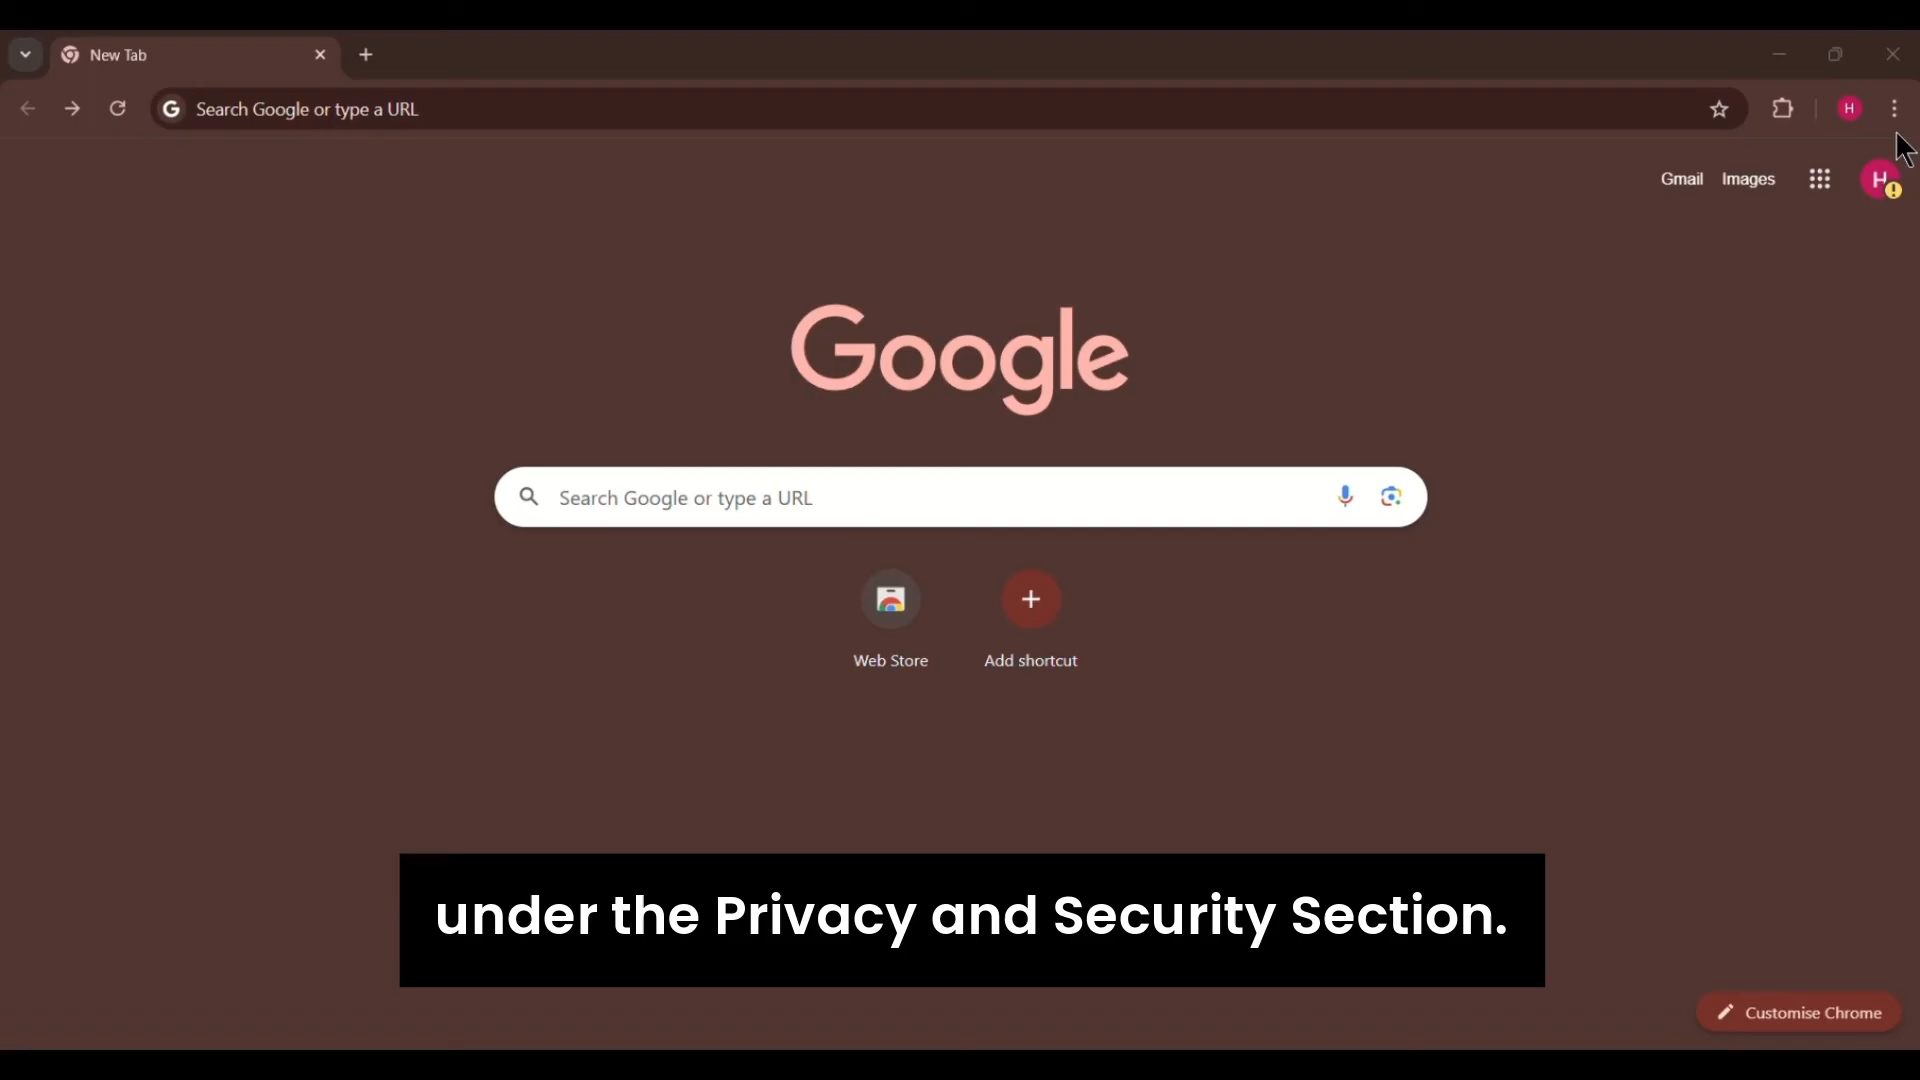 New Tab
G Search Google or type a URL
H
Gmail Images
H
Google
Search Google or type a URL
Web Store Add shortcut
under the Privacy and Security Section.
Customise Chrome